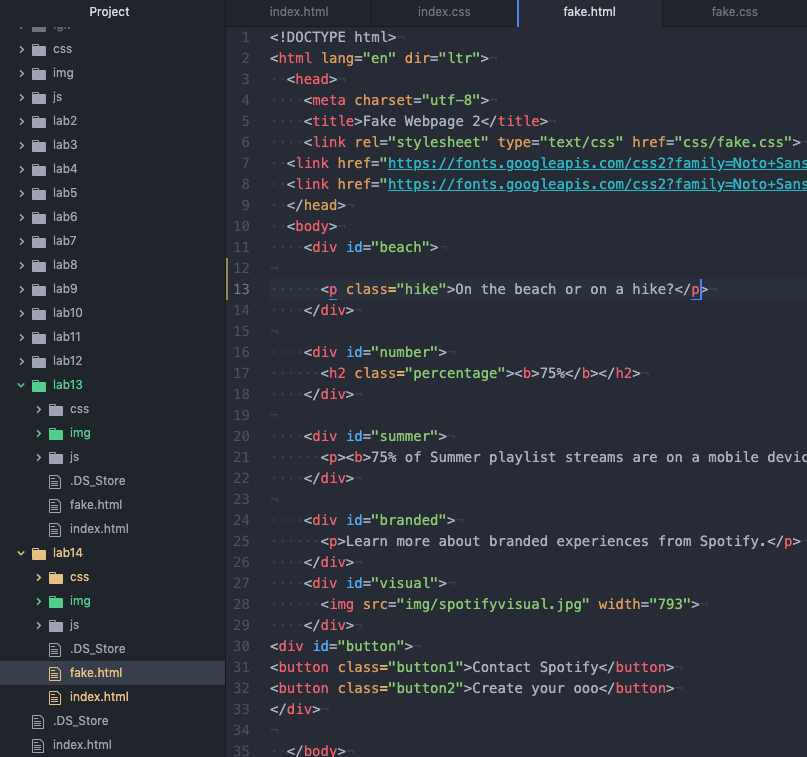 Project
css
img
js
lab2
lab3
lab4
lab5
lab6
lab7
lab8
lab9
lab10
lab11
lab12
lab13
css
img
js
.DS_Store
fake.html
index.html
lab14
css
img
js
.DS_Store
fake.html
index.html
.DS_Store
index.html
index.html index.css fake.html fake.css
1 <!DOCTYPE html>
2 <html lang="en" dir="ltr">
3 <head>
4 <meta charset="utf-8">
5 <title>Fake Webpage 2</title>
6 <link rel="stylesheet" type="text/css" href="css/fake.css">
7 <link href="https://fonts.googleapis.com/css2?family=Noto+Sans
8 <link href="https://fonts.googleapis.com/css2?family=Noto+Sans
9 </head>
10 <body>
11 <div id="beach">
12
13 <p class="hike">On the beach or on a hike?</p>
14 </div>
15
16 <div id="number">
17 <h2 class="percentage"><b>75%</b></h2>
18 </div>
19
20 <div id="summer">
21 <p><b>75% of Summer playlist streams are on a mobile devic
22 </div>
23
24 <div id="branded">
25 <p>Learn more about branded experiences from Spotify.</p>
26 </div>
27 <div id="visual">
28 <img src="img/spotifyvisual.jpg" width="793">
29 </div>
30 <div id="button">
31 <button class="button1">Contact Spotify</button>
32 <button class="button2">Create your ooo</button>
33 </div>
34
35 </body>